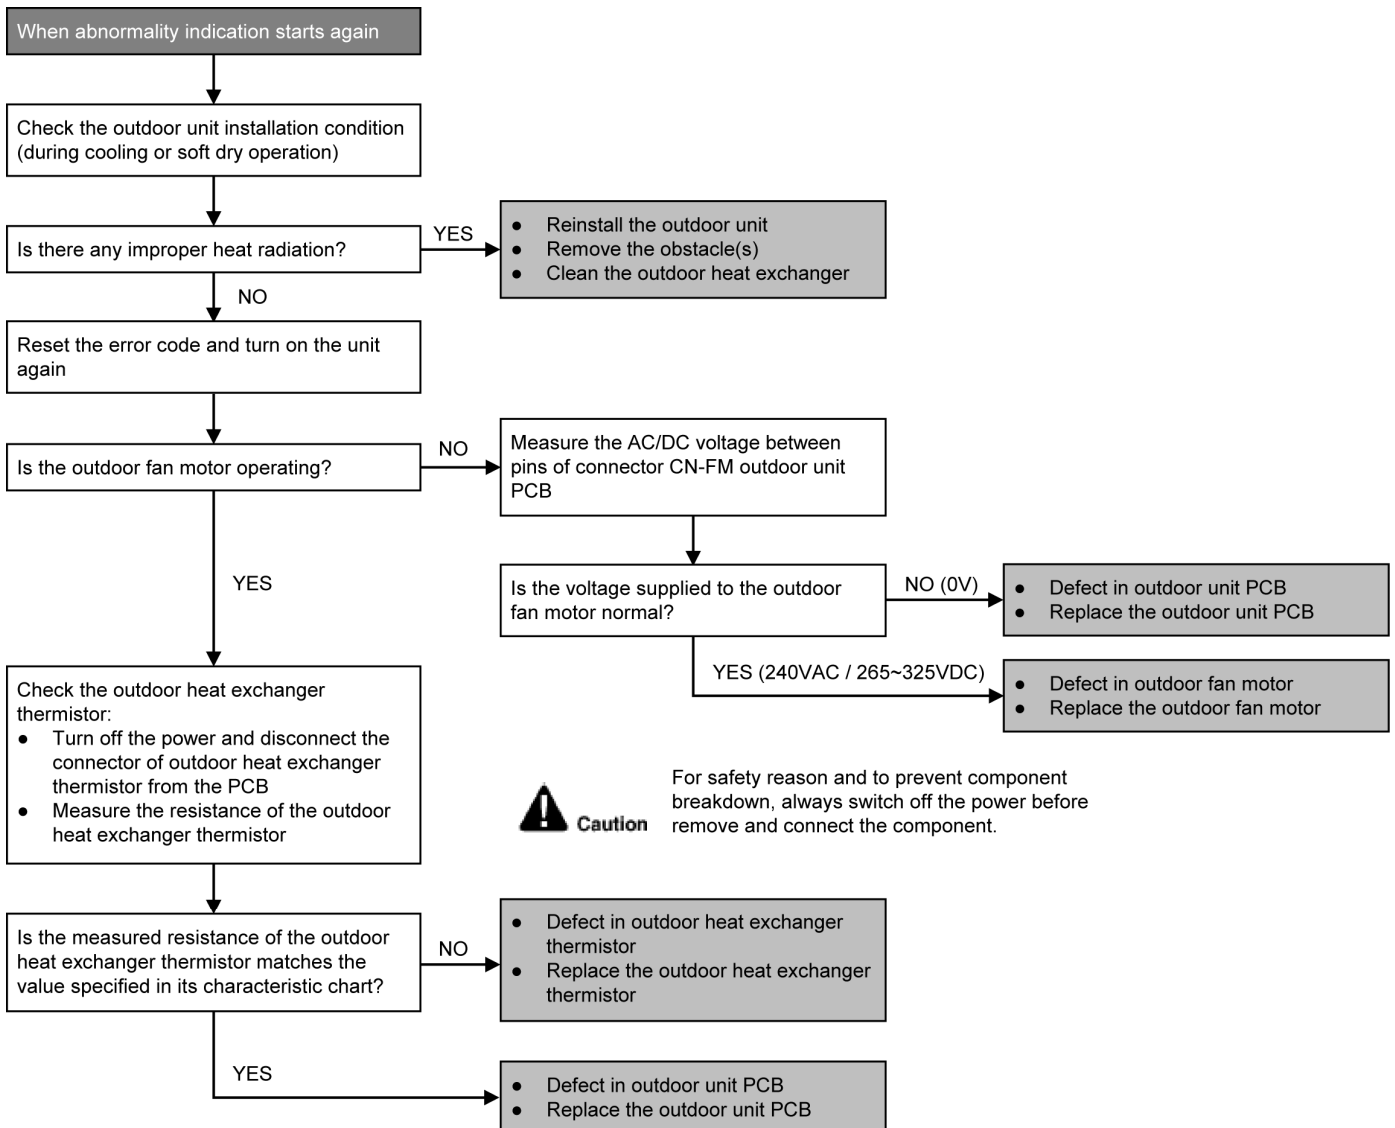 When abnormality indication starts again
Check the outdoor unit installation condition
(during cooling or soft dry operation)
Is there any improper heat radiation?
YES
● Reinstall the outdoor unit
● Remove the obstacle(s)
● Clean the outdoor heat exchanger
NO
Reset the error code and turn on the unit
again
Is the outdoor fan motor operating?
NO
Measure the AC/DC voltage between
pins of connector CN-FM outdoor unit
PCB
YES
Is the voltage supplied to the outdoor
fan motor normal?
NO (0V)
● Defect in outdoor unit PCB
● Replace the outdoor unit PCB
YES (240VAC / 265~325VDC)
● Defect in outdoor fan motor
● Replace the outdoor fan motor
Check the outdoor heat exchanger
thermistor:
● Turn off the power and disconnect the
connector of outdoor heat exchanger
thermistor from the PCB
● Measure the resistance of the outdoor
heat exchanger thermistor
Caution
For safety reason and to prevent component
breakdown, always switch off the power before
remove and connect the component.
Is the measured resistance of the outdoor
heat exchanger thermistor matches the
value specified in its characteristic chart?
NO
● Defect in outdoor heat exchanger
thermistor
● Replace the outdoor heat exchanger
thermistor
YES
● Defect in outdoor unit PCB
● Replace the outdoor unit PCB